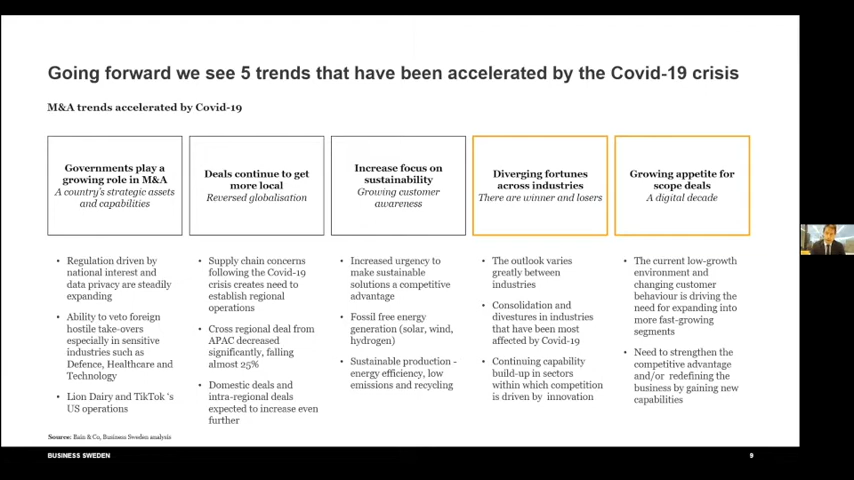 Going forward we see 5 trends that have been accelerated by the Covid-19 crisis
M&A trends accelerated by Covid-19
Governments play a
growing role in M&A
A country's strategic assets
and capabilities
• Regulation driven by
national interest and
data privacy are steadily
expanding
• Ability to veto foreign
hostile take-overs
especially in sensitive
industries such as
Defence, Healthcare and
Technology
• Lion Dairy and TikTok 's
US operations
Deals continue to get
more local
Reversed globalisation
• Supply chain concerns
following the Covid-19
crisis creates need to
establish regional
operations
• Cross regional deal from
APAC decreased
significantly, falling
almost 25%
• Domestic deals and
intra-regional deals
expected to increase even
further
Increase focus on
sustainability
Growing customer
awareness
• Increased urgency to
make sustainable
solutions a competitive
advantage
• Fossil free energy
generation (solar, wind,
hydrogen)
• Sustainable production -
energy efficiency, low
emissions and recycling
Diverging fortunes
across industries
There are winner and losers
• The outlook varies
greatly between
industries
• Consolidation and
divestures in industries
that have been most
affected by Covid-19
• Continuing capability
build-up in sectors
within which competition
is driven by innovation
Growing appetite for
scope deals
A digital decade
• The current low-growth
environment and
changing customer
behaviour is driving the
need for expanding into
more fast-growing
segments
• Need to strengthen the
competitive advantage
and/or redefining the
business by gaining new
capabilities
Source: Bain & Co, Business Sweden analysis
BUSINESS SWEDEN
9